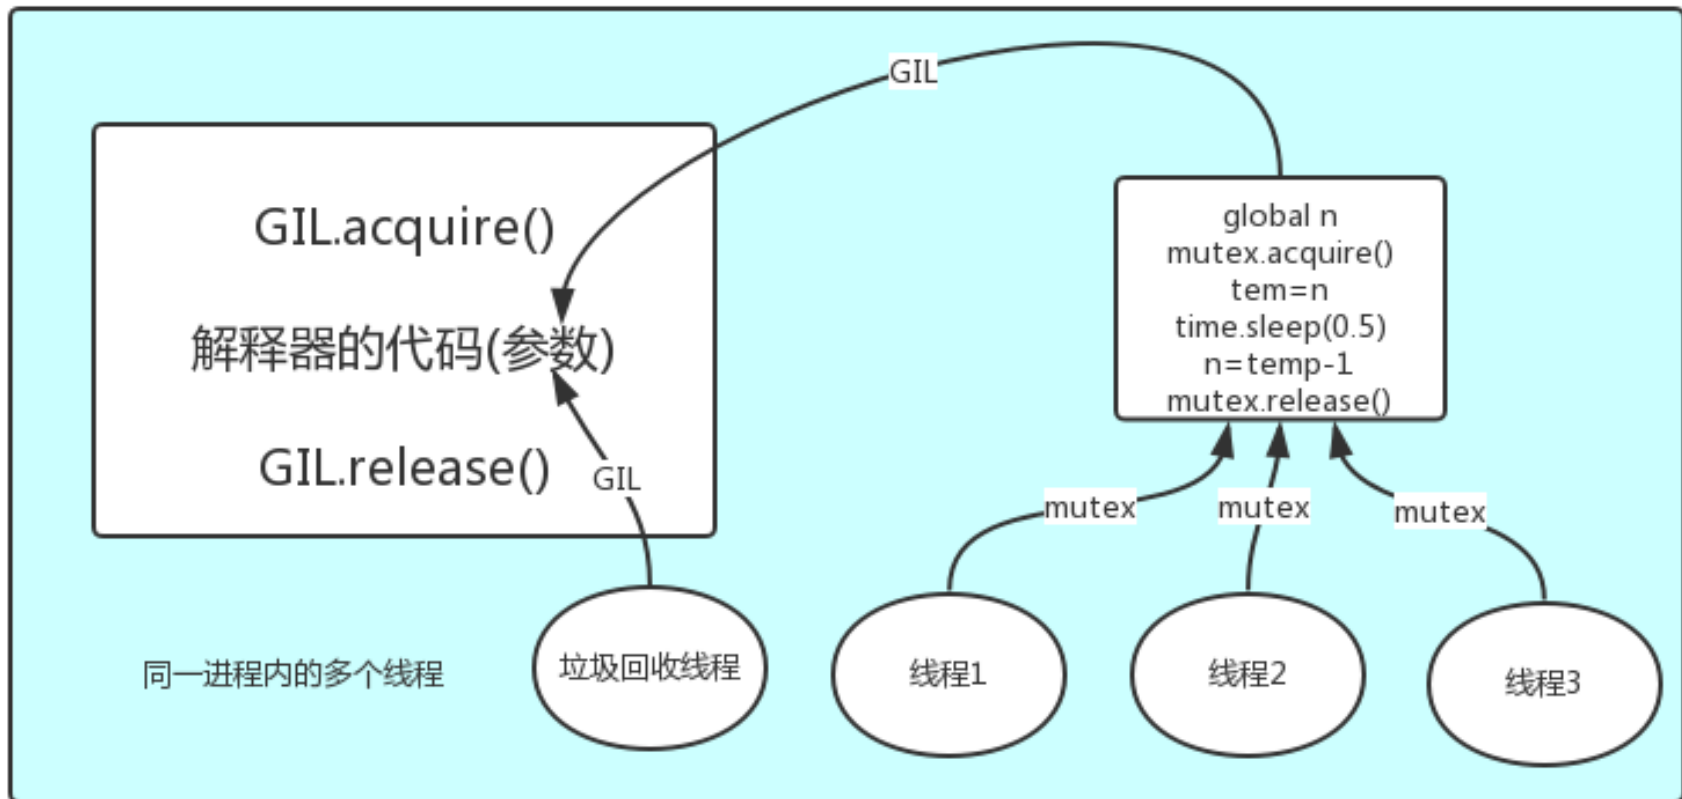 GIL
GIL.acquire()
解释器的代码(参数)
GIL.release()
GIL
global n
mutex.acquire()
tem=n
time.sleep(0.5)
n=temp-1
mutex.release()
mutex
mutex
mutex
同一进程内的多个线程
垃圾回收线程
线程1
线程2
线程3